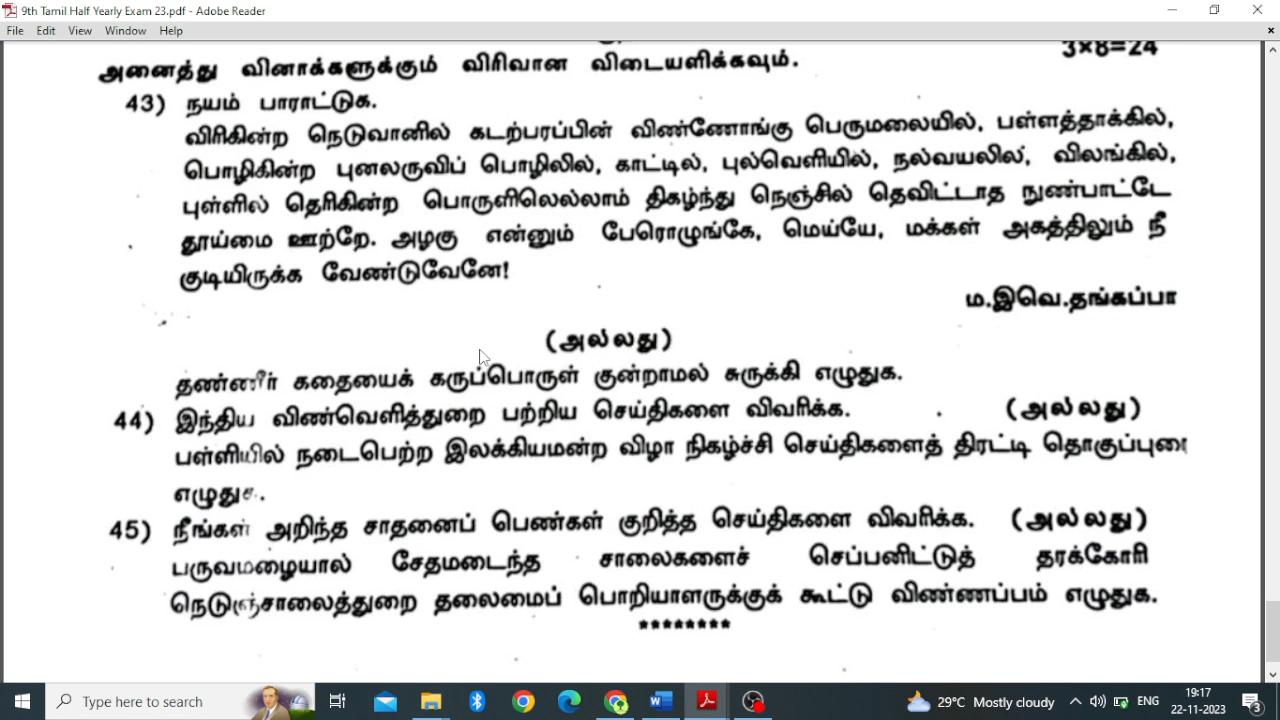 9th Tamil Half Yearly Exam 23.pdf - Adobe Reader
File Edit View Window Help
3×8=24
அனைத்து வினாக்களுக்கும் விரிவான விடையளிக்கவும்.
43) நயம் பாராட்டுக.
விரிகின்ற நெடுவானில் கடற்பரப்பின் விண்ணோங்கு பெருமலையில், பள்ளத்தாக்கில்,
பொழிகின்ற புனலருவிப் பொழிலில், காட்டில், புல்வெளியில், நல்வயலில், விலங்கில்,
புள்ளில் தெரிகின்ற பொருளிலெல்லாம் திகழ்ந்து நெஞ்சில் தெவிட்டாத நுண்பாட்டே
தூய்மை ஊற்றே. அழகு என்னும் பேரொழுங்கே, மெய்யே, மக்கள் அகத்திலும் நீ
குடியிருக்க வேண்டுவேனே!
ம.இவெ.தங்கப்பா
(அல்லது)
தண்ணீர் கதையைக் கருப்பொருள் குன்றாமல் சுருக்கி எழுதுக.
44) இந்திய விண்வெளித்துறை பற்றிய செய்திகளை விவரிக்க. (அல்லது)
பள்ளியில் நடைபெற்ற இலக்கியமன்ற விழா நிகழ்ச்சி செய்திகளைத் திரட்டி
எழுதுக.
45) நீங்கள் அறிந்த சாதனைப் பெண்கள் குறித்த செய்திகளை விவரிக்க. (அல்லது)
பருவமழையால் சேதமடைந்த சாலைகளைச் செப்பனிட்டுத் தரக்கோரி
நெடுஞ்சாலைத்துறை தலைமைப் பொறியாளருக்குக் கூட்டு விண்ணப்பம் எழுதுக.
********
Type here to search
29°C Mostly cloudy
ENG
19:17
22-11-2023
3